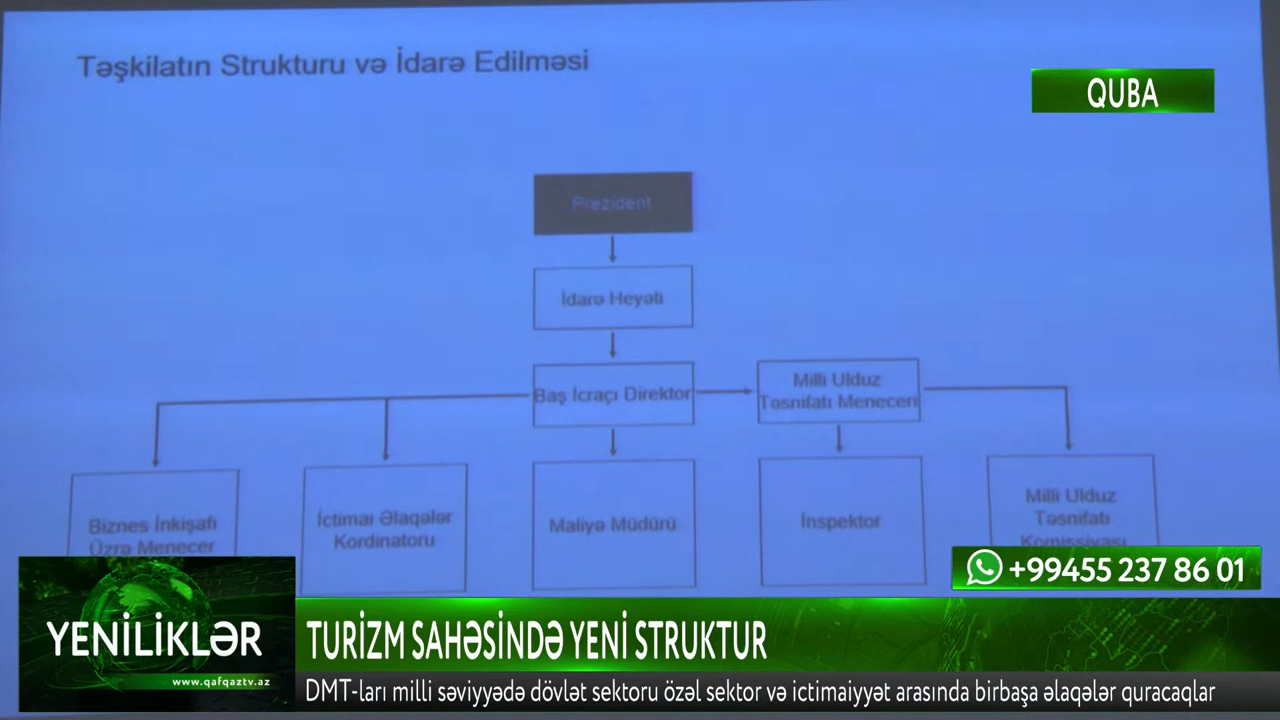 Təşkilatın Strukturu və İdarə Edilməsi
QUBA
Prezident
İdarə Heyəti
Baş İcraçı Direktor
Milli Ulduz
Təsnifatı Meneceri
Biznes İnkişafı
Üzrə Menecer
İctimai Əlaqələr
Kordinatoru
Maliyə Müdürü
İnspektor
Milli Ulduz
Təsnifatı
Komissiyası
+99455 237 86 01
YENİLİKLƏR
www.qafqaztv.az
TURİZM SAHƏSİNDƏ YENİ STRUKTUR
DMT-ları milli səviyyədə dövlət sektoru özəl sektor və ictimaiyyət arasında birbaşa əlaqələr quracaqlar